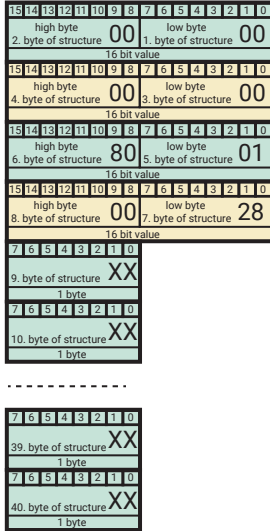 15 14 13 12 11 10 9 8 7 6 5 4 3 2 1 0
high byte low byte
2. byte of structure 00 1. byte of structure 00
16 bit value
15 14 13 12 11 10 9 8 7 6 5 4 3 2 1 0
high byte low byte
4. byte of structure 00 3. byte of structure 00
16 bit value
15 14 13 12 11 10 9 8 7 6 5 4 3 2 1 0
high byte low byte
6. byte of structure 80 5. byte of structure 01
16 bit value
15 14 13 12 11 10 9 8 7 6 5 4 3 2 1 0
high byte low byte
8. byte of structure 00 7. byte of structure 28
16 bit value
7 6 5 4 3 2 1 0
9. byte of structure XX
1 byte
7 6 5 4 3 2 1 0
10. byte of structure XX
1 byte
7 6 5 4 3 2 1 0
39. byte of structure XX
1 byte
7 6 5 4 3 2 1 0
40. byte of structure XX
1 byte